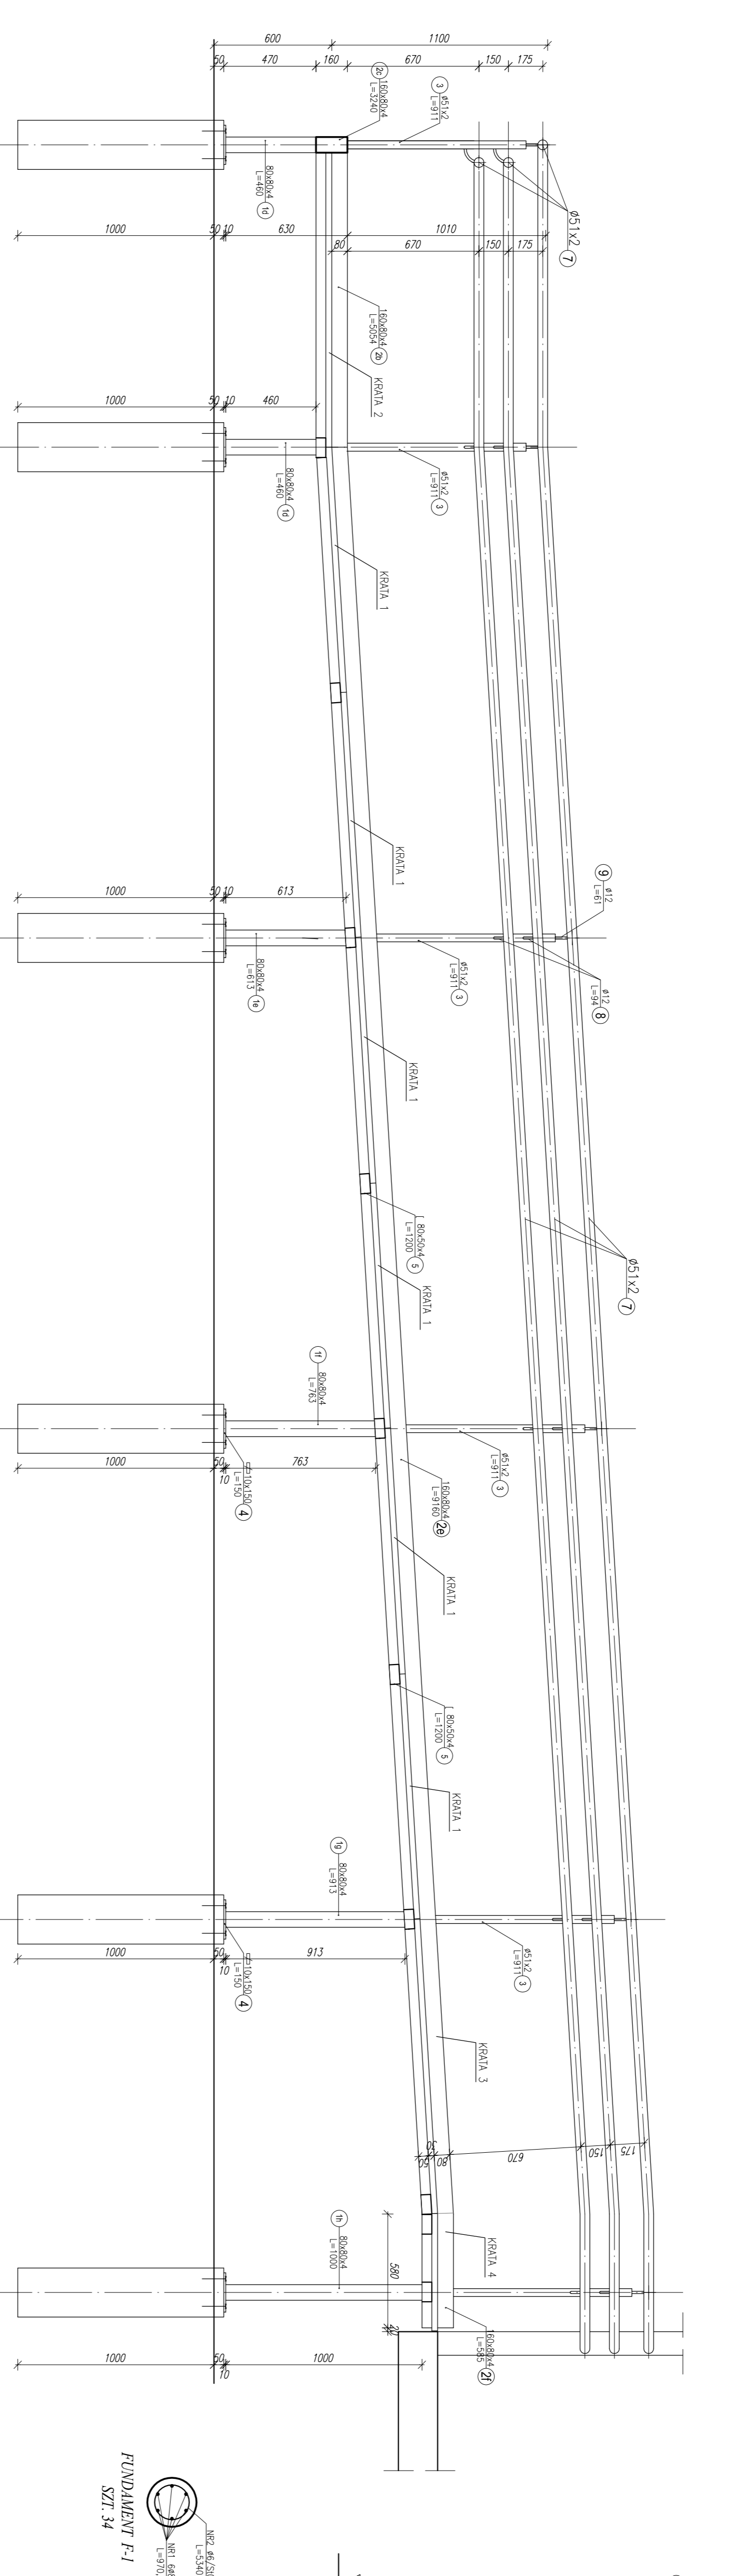 600
1100
50
470
160
670
150
175
2c
160x80x4
L=3240
3
ø51x2
L=911
80x80x4
L=460
1d
ø51x2
7
1000
50
10
630
1010
80
670
150
175
160x80x4
L=5054
2b
KRATA 2
1000
50
10
460
80x80x4
L=460
1d
ø51x2
L=911
3
KRATA 1
KRATA 1
1000
50
10
613
80x80x4
L=613
1e
ø51x2
L=911
3
9
ø12
L=61
ø12
L=94
8
KRATA 1
[ 80x50x4
L=1200
5
KRATA 1
ø51x2
7
1f
80x80x4
L=763
1000
50
10
763
10x150
L=150
4
ø51x2
L=911
3
160x80x4
L=9160
2e
KRATA 1
[ 80x50x4
L=1200
5
KRATA 1
1g
80x80x4
L=913
1000
50
10
913
10x150
L=150
4
ø51x2
L=911
3
KRATA 3
50
80
670
150
175
1h
80x80x4
L=1000
580
KRATA 4
160x80x4
L=585
2f
1000
50
10
1000
FUNDAMENT F-1
SZT. 34
NR2 ø6/Str
L=5340
NR1 6ø8
L=970,